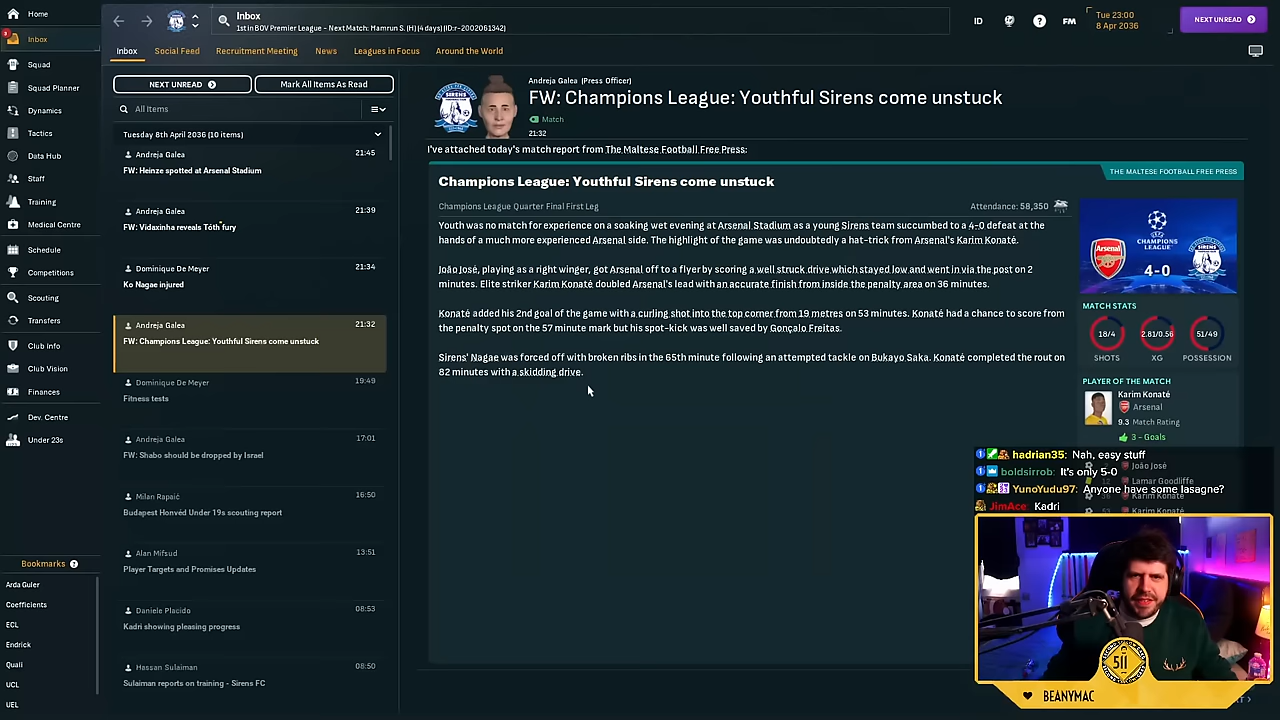 Home
3
Inbox
Squad
Squad Planner
Dynamics
Tactics
Data Hub
Staff
Training
Medical Centre
Schedule
Competitions
Scouting
Transfers
Club Info
Club Vision
Finances
Dev. Centre
Under 23s
Bookmarks ?
Arda Guler
Coefficients
ECL
Endrick
Quali
UCL
UEL
Inbox
1st in BOV Premier League - Next Match: Hamrun S. (H) (4 days) (ID:r-2002061342)
ID
?
FM
Tue 23:00
8 Apr 2036
NEXT UNREAD
Inbox
Social Feed
Recruitment Meeting
News
Leagues in Focus
Around the World
NEXT UNREAD
Mark All Items As Read
All Items
Tuesday 8th April 2036 (10 items)
Andreja Galea 21:45
FW: Heinze spotted at Arsenal Stadium
Andreja Galea 21:39
FW: Vidaxinha reveals Tóth fury
Dominique De Meyer 21:34
Ko Nagae injured
Andreja Galea 21:32
FW: Champions League: Youthful Sirens come unstuck
Dominique De Meyer 19:49
Fitness tests
Andreja Galea 17:01
FW: Shabo should be dropped by Israel
Milan Rapaić 16:50
Budapest Honvéd Under 19s scouting report
Alan Mifsud 13:51
Player Targets and Promises Updates
Daniele Placido 08:53
Kadri showing pleasing progress
Hassan Sulaiman 08:50
Sulaiman reports on training - Sirens FC
SIRENS
Andreja Galea (Press Officer)
FW: Champions League: Youthful Sirens come unstuck
Match
21:32
I've attached today's match report from The Maltese Football Free Press:
THE MALTESE FOOTBALL FREE PRESS
Champions League: Youthful Sirens come unstuck
Champions League Quarter Final First Leg
Attendance: 58,350
Youth was no match for experience on a soaking wet evening at Arsenal Stadium as a young Sirens team succumbed to a 4-0 defeat at the
hands of a much more experienced Arsenal side. The highlight of the game was undoubtedly a hat-trick from Arsenal's Karim Konaté.
João José, playing as a right winger, got Arsenal off to a flyer by scoring a well struck drive which stayed low and went in via the post on 2
minutes. Elite striker Karim Konaté doubled Arsenal's lead with an accurate finish from inside the penalty area on 36 minutes.
Konaté added his 2nd goal of the game with a curling shot into the top corner from 19 metres on 53 minutes. Konaté had a chance to score from
the penalty spot on the 57 minute mark but his spot-kick was well saved by Gonçalo Freitas.
Sirens' Nagae was forced off with broken ribs in the 65th minute following an attempted tackle on Bukayo Saka. Konaté completed the rout on
82 minutes with a skidding drive.
CHAMPIONS
LEAGUE
Arsenal
4-0
SIRENS
MATCH STATS
18/4
2.81/0.56
51/49
SHOTS
XG
POSSESSION
PLAYER OF THE MATCH
Karim Konaté
Arsenal
9.3 Match Rating
3 - Goals
João José
Lamar Goodliffe
Karim Konaté
Karim Konaté
hadrian35: Nah, easy stuff
boldsirrob: It's only 5-0
YunoYudu97: Anyone have some lasagne?
JimAce: Kadri
511
BEANYMAC